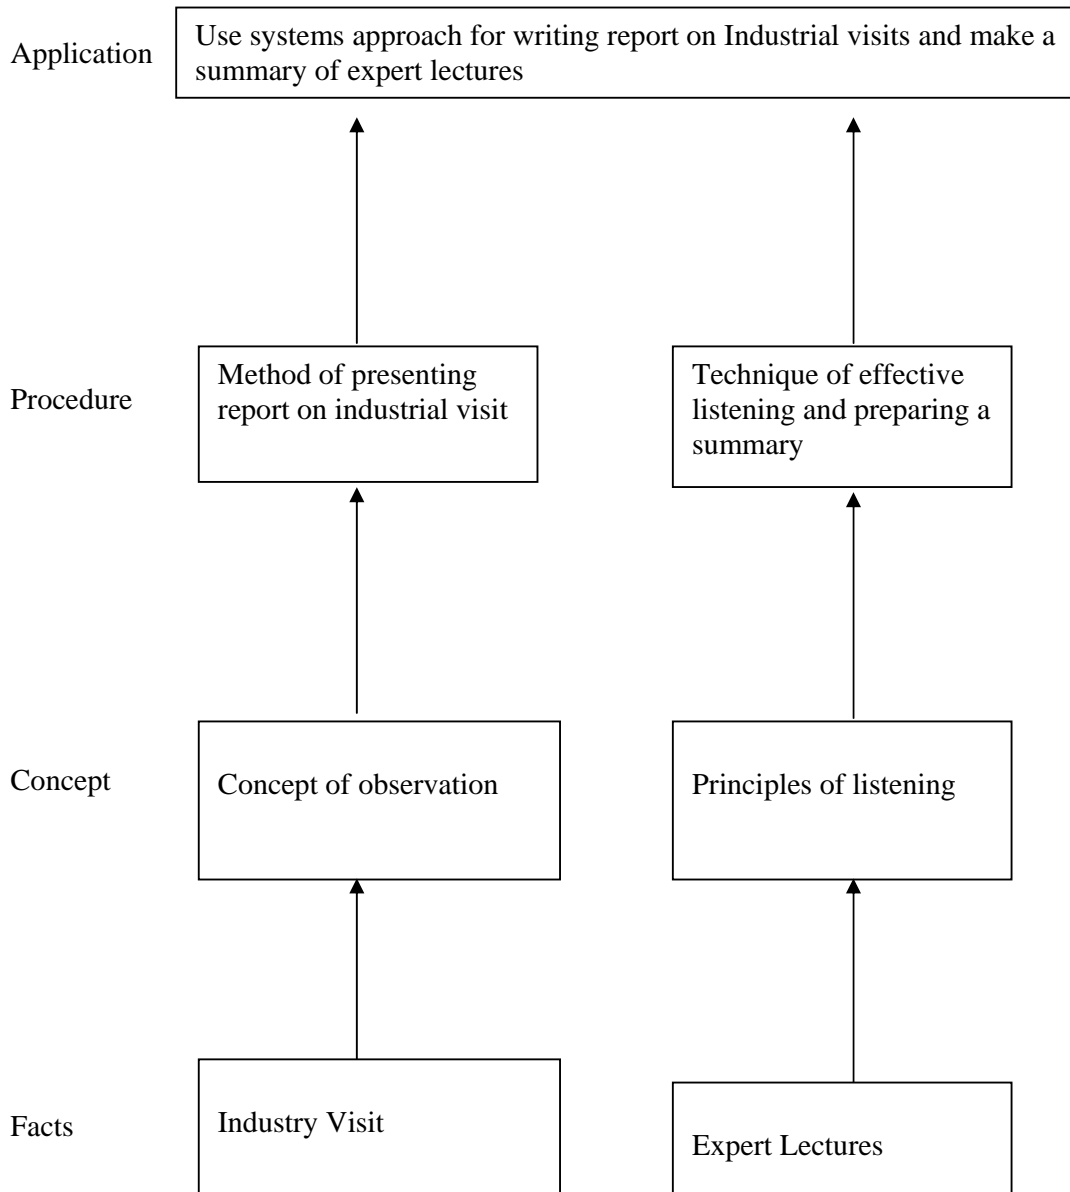 Application
Use systems approach for writing report on Industrial visits and make a
summary of expert lectures
Procedure
Method of presenting
report on industrial visit
Technique of effective
listening and preparing a
summary
Concept
Concept of observation
Principles of listening
Facts
Industry Visit
Expert Lectures